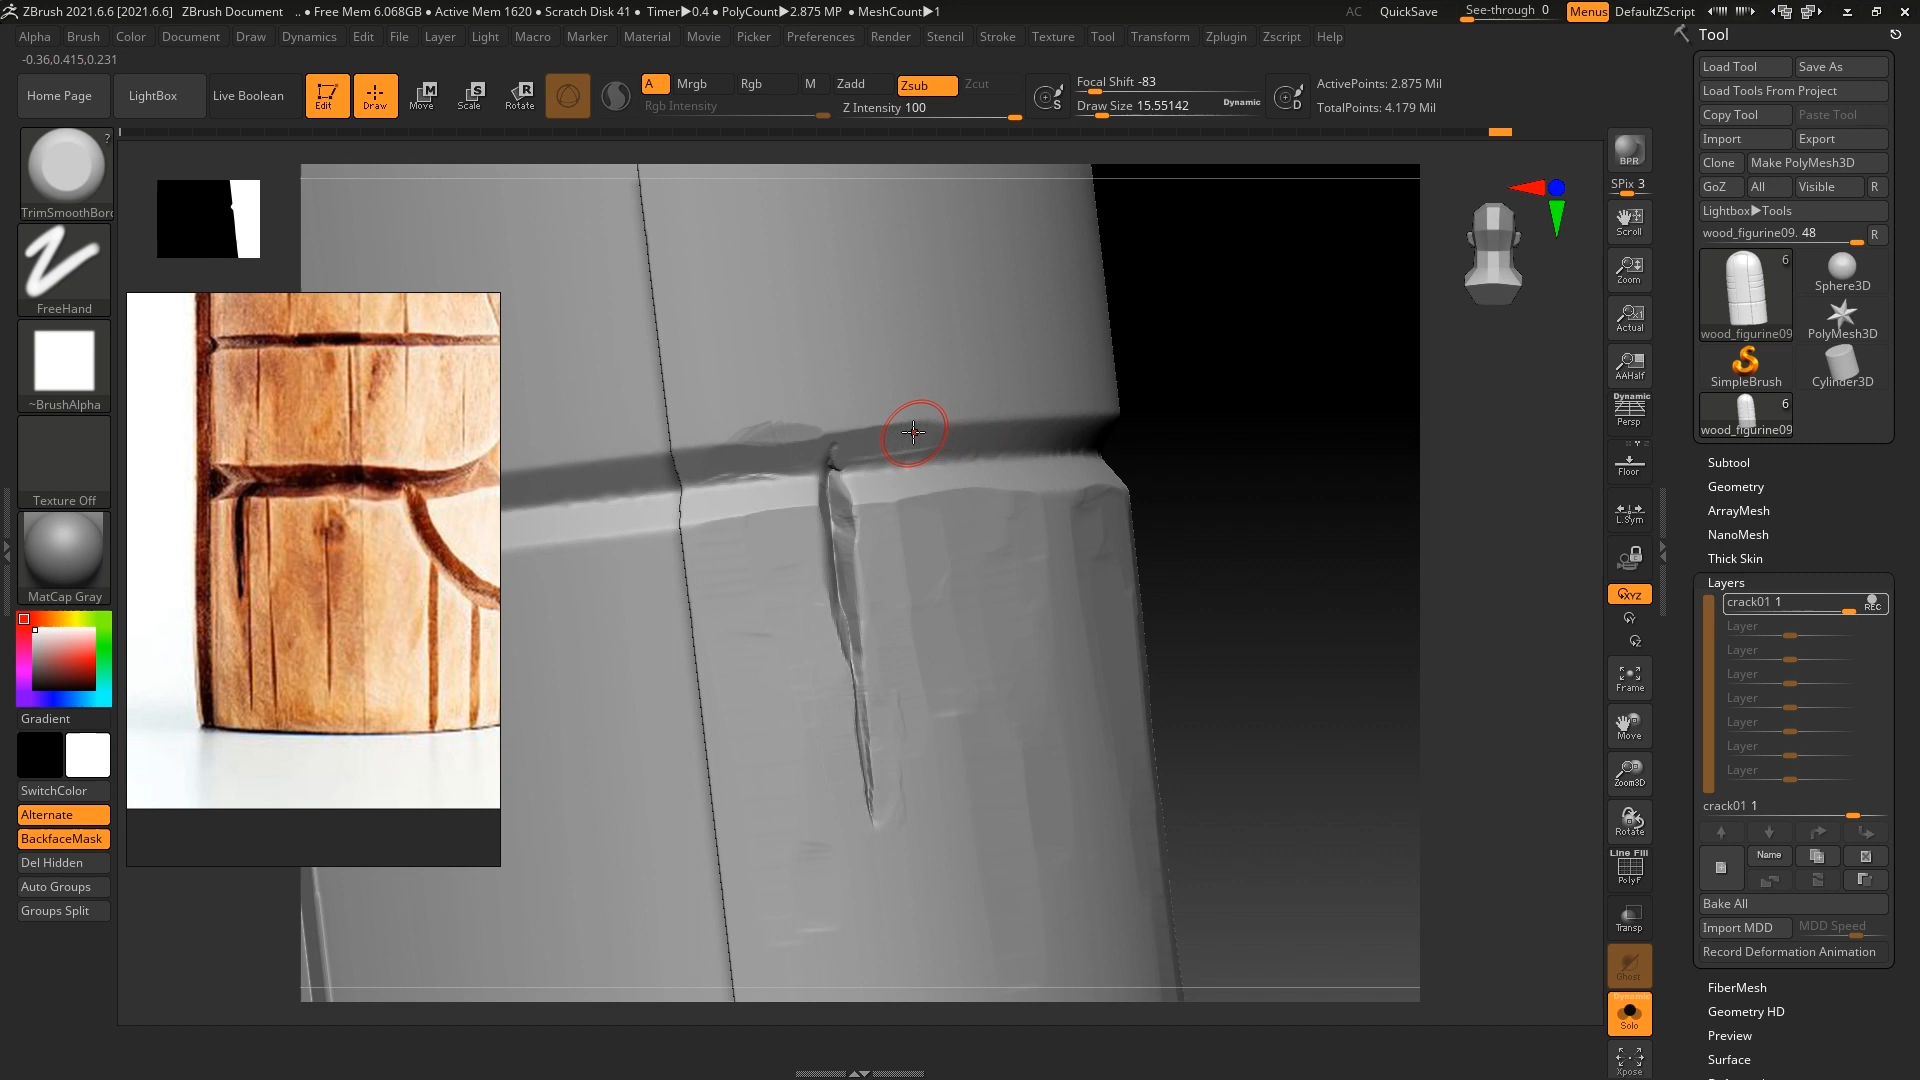 ZBrush 2021.6.6 [2021.6.6] ZBrush Document .. • Free Mem 6.068GB • Active Mem 1620 • Scratch Disk 41 • Timer▶0.4 • PolyCount▶2.875 MP • MeshCount▶1 AC QuickSave See-through 0 Menus DefaultZScript
Alpha Brush Color Document Draw Dynamics Edit File Layer Light Macro Marker Material Movie Picker Preferences Render Stencil Stroke Texture Tool Transform Zplugin Zscript Help
-0.36,0.415,0.231
Home Page LightBox Live Boolean Edit Draw Move Scale Rotate
A Mrgb Rgb M Zadd Zsub Zcut
Rgb Intensity Z Intensity 100
Focal Shift -83
Draw Size 15.55142 Dynamic
ActivePoints: 2.875 Mil
TotalPoints: 4.179 Mil
?
TrimSmoothBord
FreeHand
~BrushAlpha
Texture Off
MatCap Gray
Gradient
SwitchColor
Alternate
BackfaceMask
Del Hidden
Auto Groups
Groups Split
BPR
SPix 3
Scroll
Zoom
Actual
AAHalf
Dynamic
Persp
Floor
L.Sym
XYZ
Frame
Move
Zoom3D
Rotate
Line Fill
PolyF
Transp
Ghost
Dynamic
Solo
Xpose
Tool
Load Tool Save As
Load Tools From Project
Copy Tool Paste Tool
Import Export
Clone Make PolyMesh3D
GoZ All Visible R
Lightbox▶Tools
wood_figurine09. 48 R
6
Sphere3D
wood_figurine09 PolyMesh3D
SimpleBrush Cylinder3D
6
wood_figurine09
Subtool
Geometry
ArrayMesh
NanoMesh
Thick Skin
Layers
crack01 1 REC
Layer
Layer
Layer
Layer
Layer
Layer
Layer
crack01 1
Name
Bake All
Import MDD MDD Speed
Record Deformation Animation
FiberMesh
Geometry HD
Preview
Surface